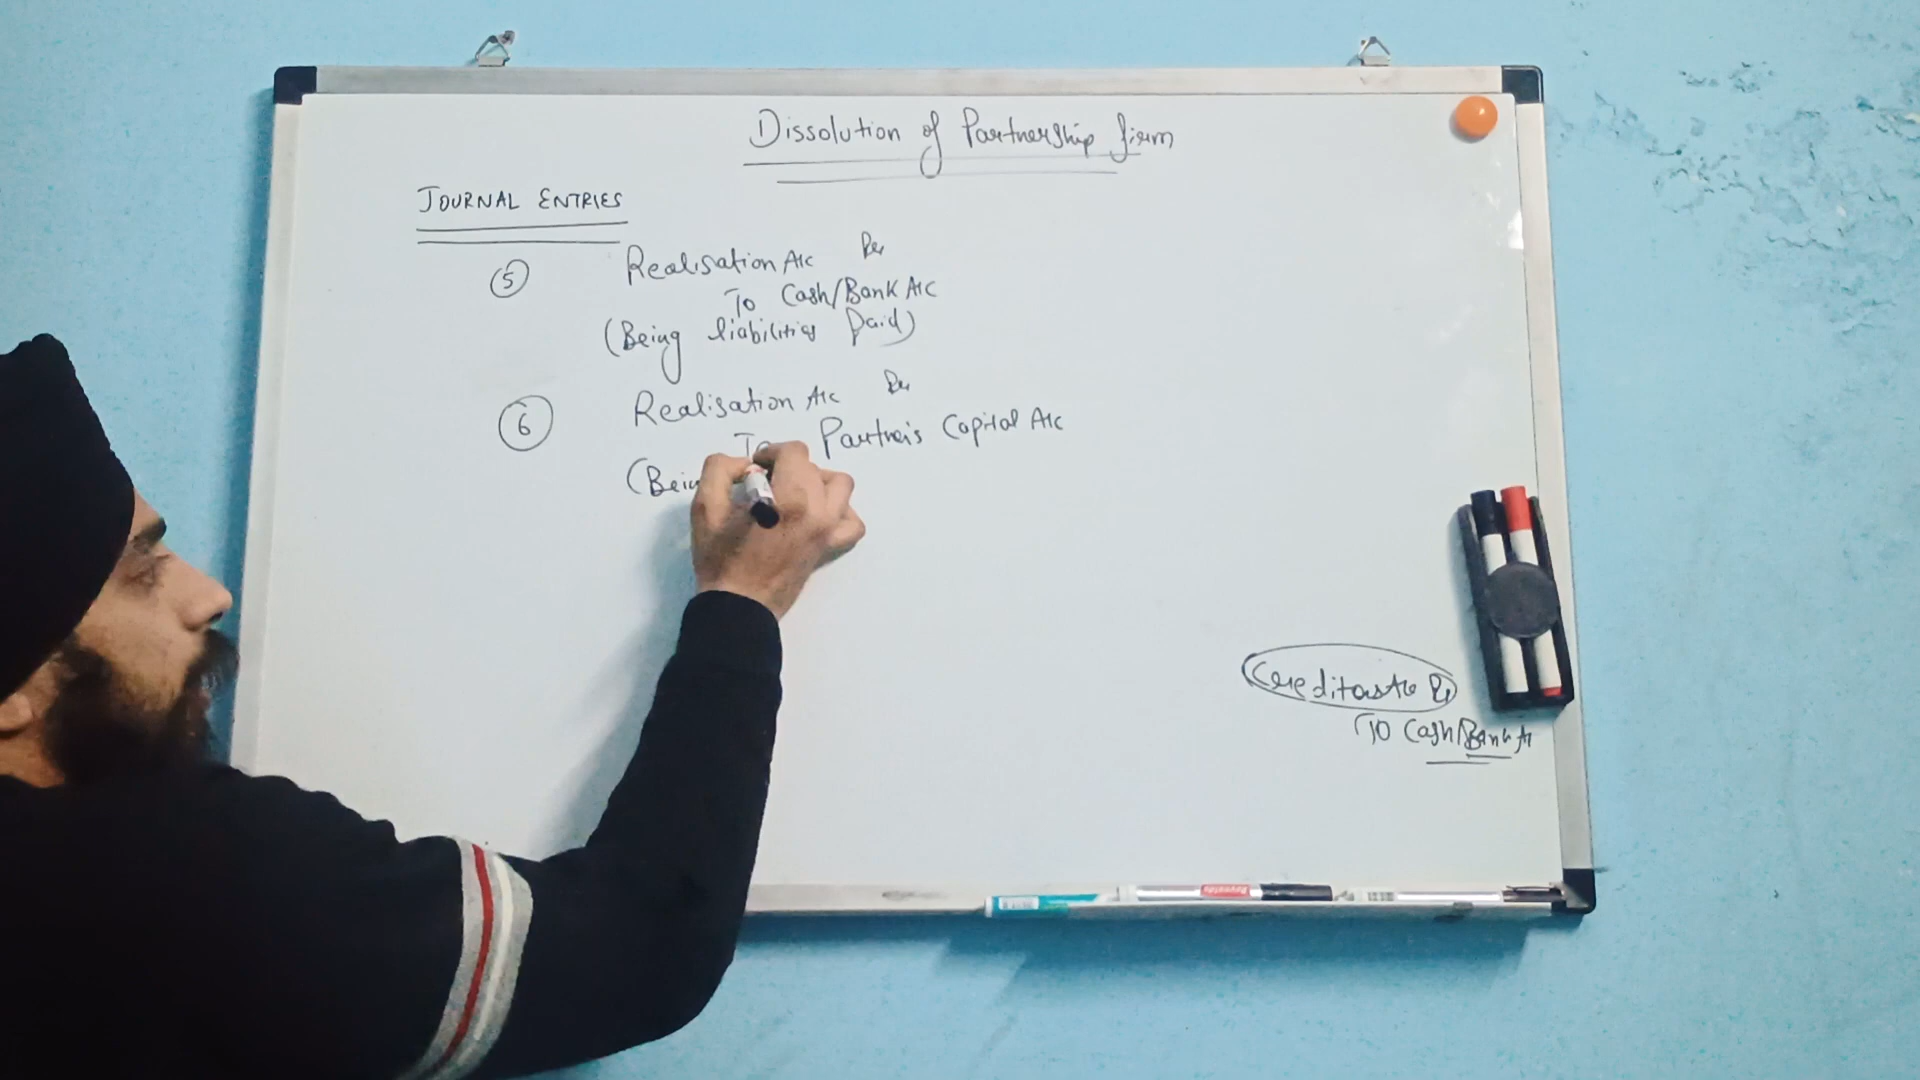 Dissolution of Partnership firm
JOURNAL ENTRIES
5 Realisation A/c Dr
To Cash/Bank A/c
(Being liabilities paid)
6 Realisation A/c Dr
To Partner's Capital A/c
(Being
Creditors A/c Dr
To Cash/Bank A/c